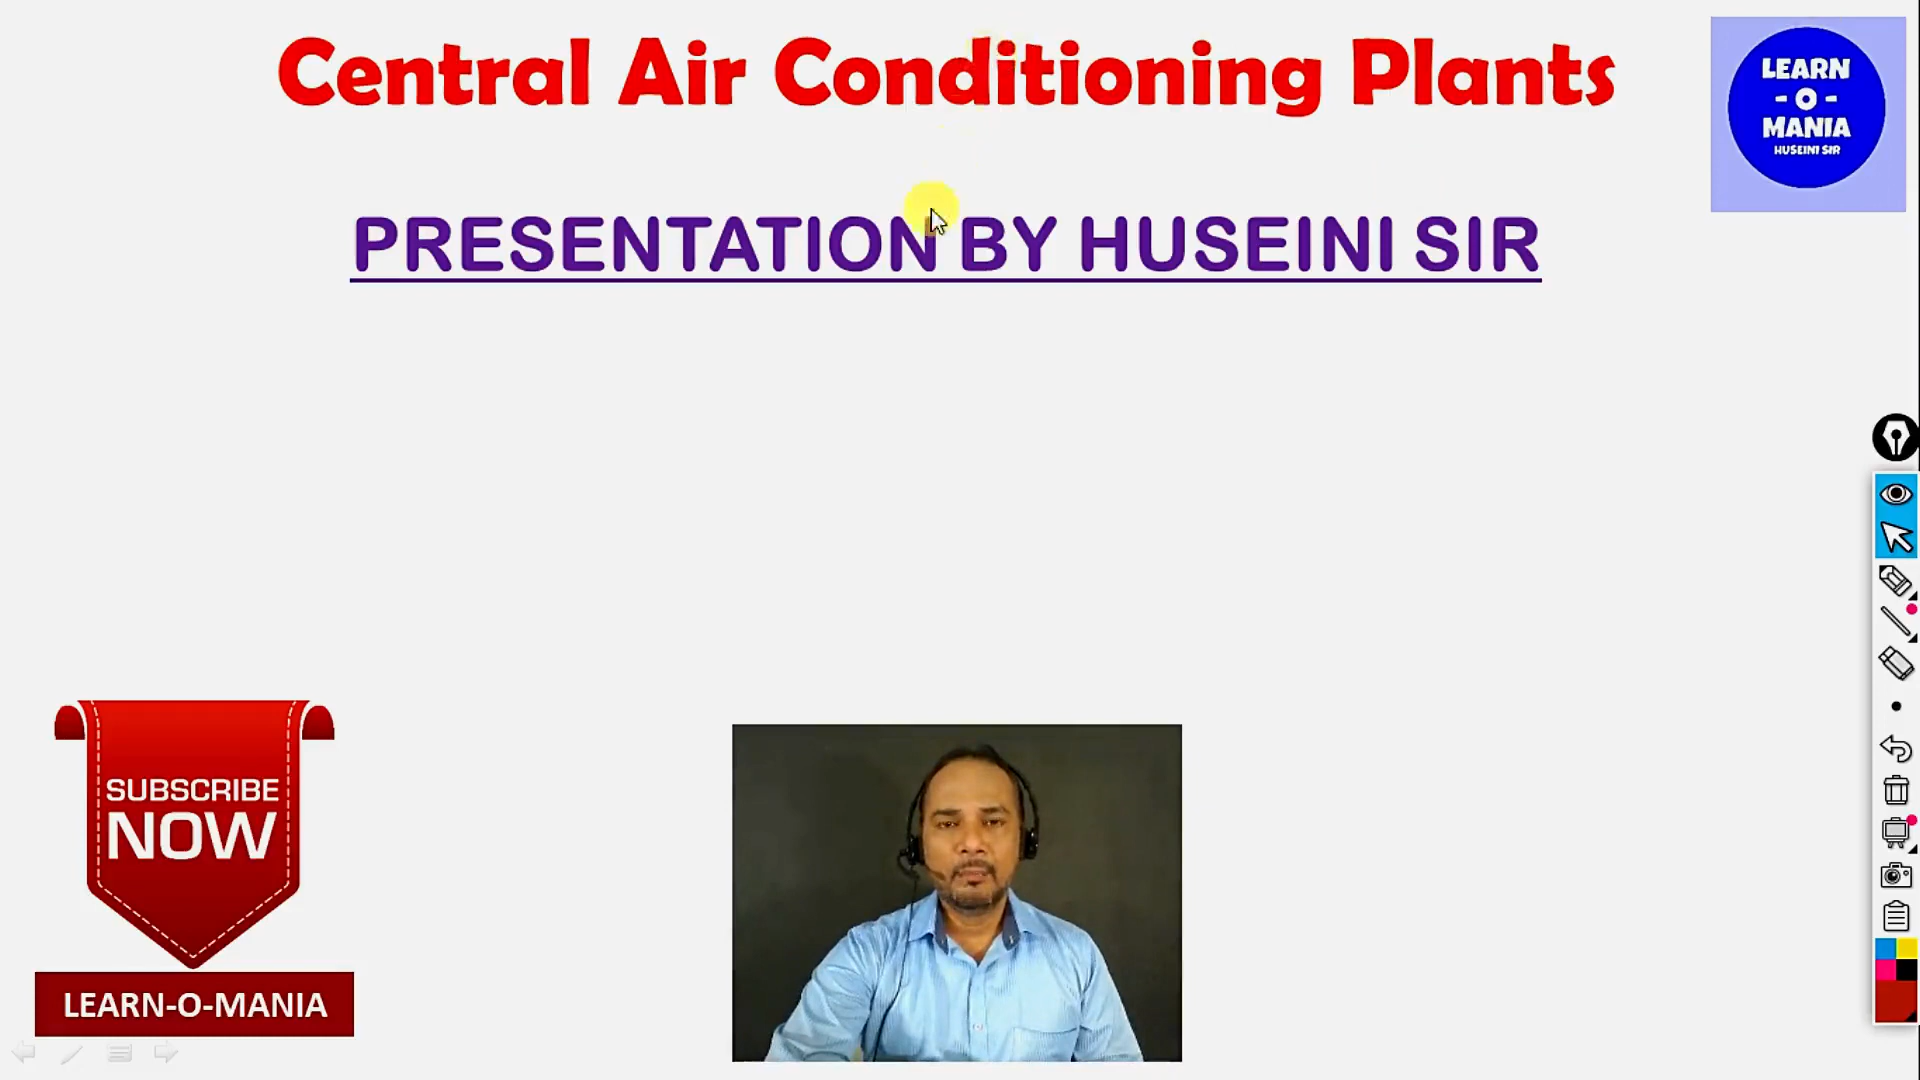 Central Air Conditioning Plants
LEARN
- O -
MANIA
HUSEINI SIR
PRESENTATION BY HUSEINI SIR
SUBSCRIBE
NOW
LEARN-O-MANIA